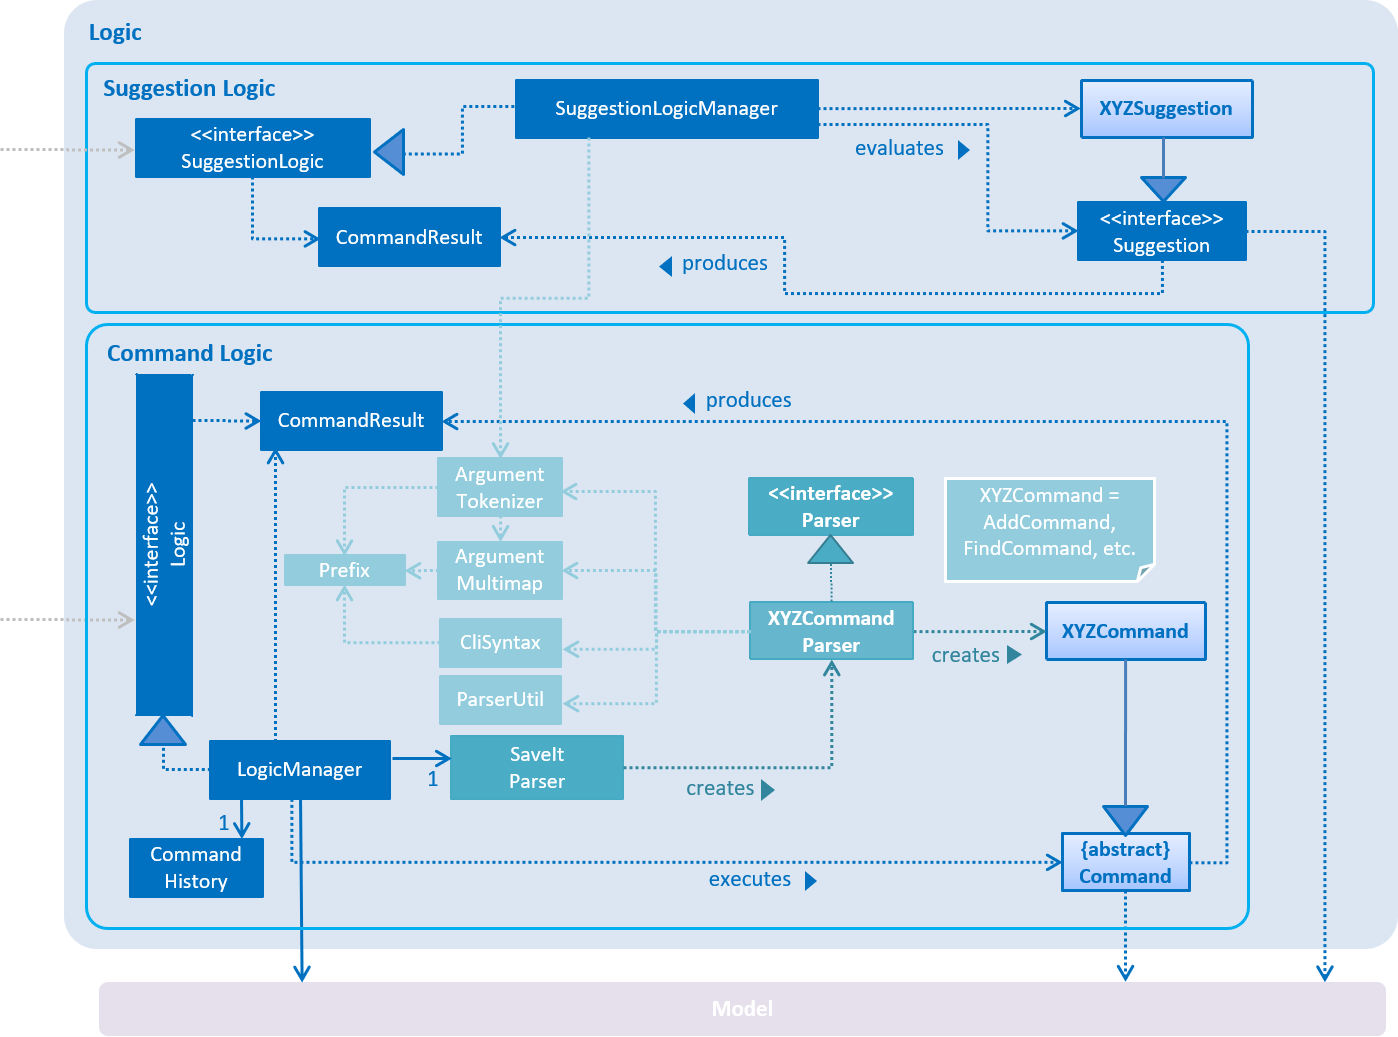 Logic
Suggestion Logic
SuggestionLogicManager
XYZSuggestion
<<interface>>
SuggestionLogic
evaluates
CommandResult
<<interface>>
Suggestion
produces
Command Logic
<<interface>>
Logic
CommandResult
produces
Argument
Tokenizer
<<interface>>
Parser
XYZCommand =
AddCommand,
FindCommand, etc.
Prefix
Argument
Multimap
CliSyntax
XYZCommand
Parser
creates
XYZCommand
ParserUtil
LogicManager
1
SaveIt
Parser
creates
1
Command
History
executes
{abstract}
Command
Model